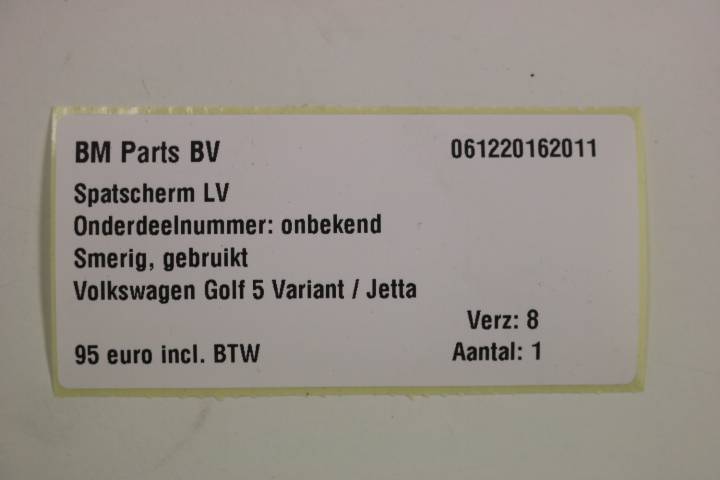 BM Parts BV 061220162011
Spatscherm LV
Onderdeelnummer: onbekend
Smerig, gebruikt
Volkswagen Golf 5 Variant / Jetta
Verz: 8
95 euro incl. BTW Aantal: 1